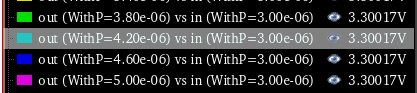 out (WithP=3.80e-06) vs in (WithP=3.00e-06) 3.30017V
out (WithP=4.20e-06) vs in (WithP=3.00e-06) 3.30017V
out (WithP=4.60e-06) vs in (WithP=3.00e-06) 3.30017V
out (WithP=5.00e-06) vs in (WithP=3.00e-06) 3.30017V